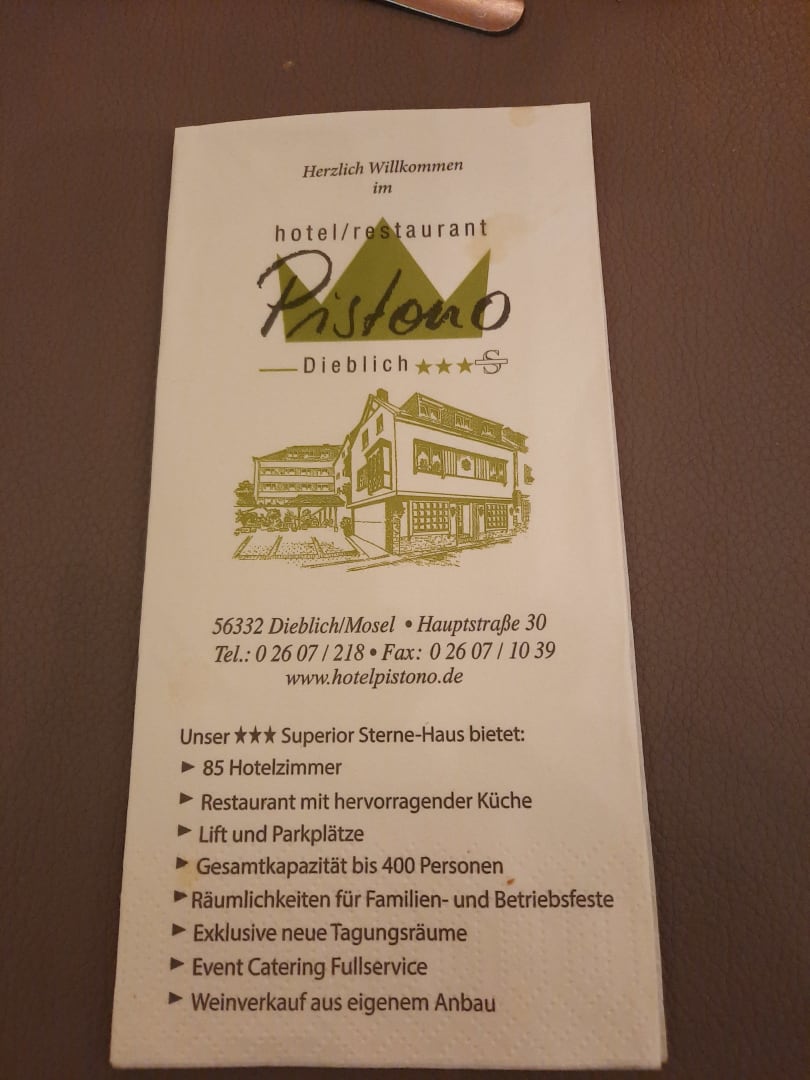 Herzlich Willkommen
im
hotel/restaurant
Pistono
Dieblich ★★★S
56332 Dieblich/Mosel • Hauptstraße 30
Tel.: 0 26 07 / 218 • Fax: 0 26 07 / 10 39
www.hotelpistono.de
Unser ★★★ Superior Sterne-Haus bietet:
► 85 Hotelzimmer
► Restaurant mit hervorragender Küche
► Lift und Parkplätze
► Gesamtkapazität bis 400 Personen
► Räumlichkeiten für Familien- und Betriebsfeste
► Exklusive neue Tagungsräume
► Event Catering Fullservice
► Weinverkauf aus eigenem Anbau